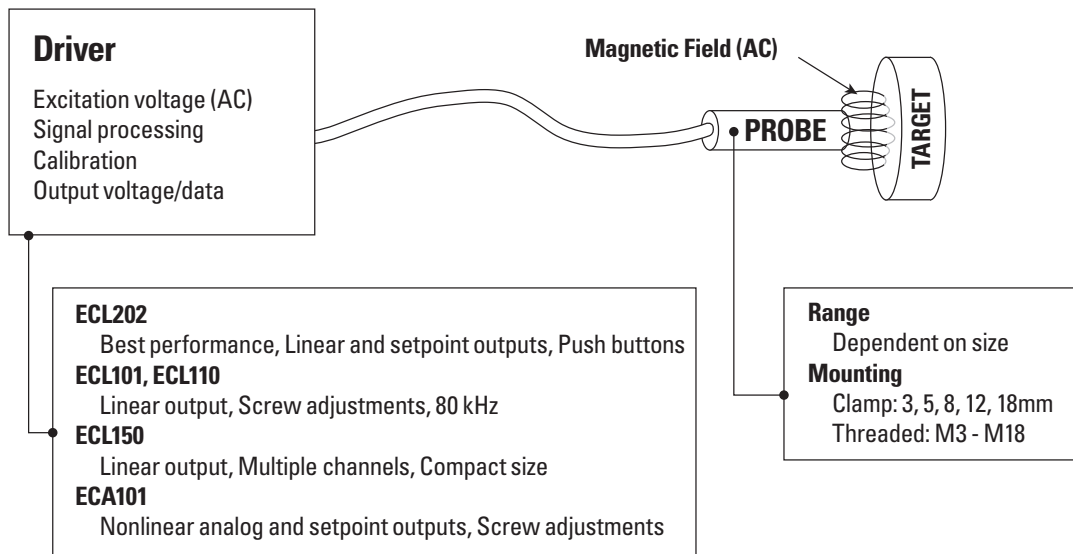 Driver
Excitation voltage (AC)
Signal processing
Calibration
Output voltage/data
Magnetic Field (AC)
PROBE
TARGET
ECL202
Best performance, Linear and setpoint outputs, Push buttons
ECL101, ECL110
Linear output, Screw adjustments, 80 kHz
ECL150
Linear output, Multiple channels, Compact size
ECA101
Nonlinear analog and setpoint outputs, Screw adjustments
Range
Dependent on size
Mounting
Clamp: 3, 5, 8, 12, 18mm
Threaded: M3 - M18